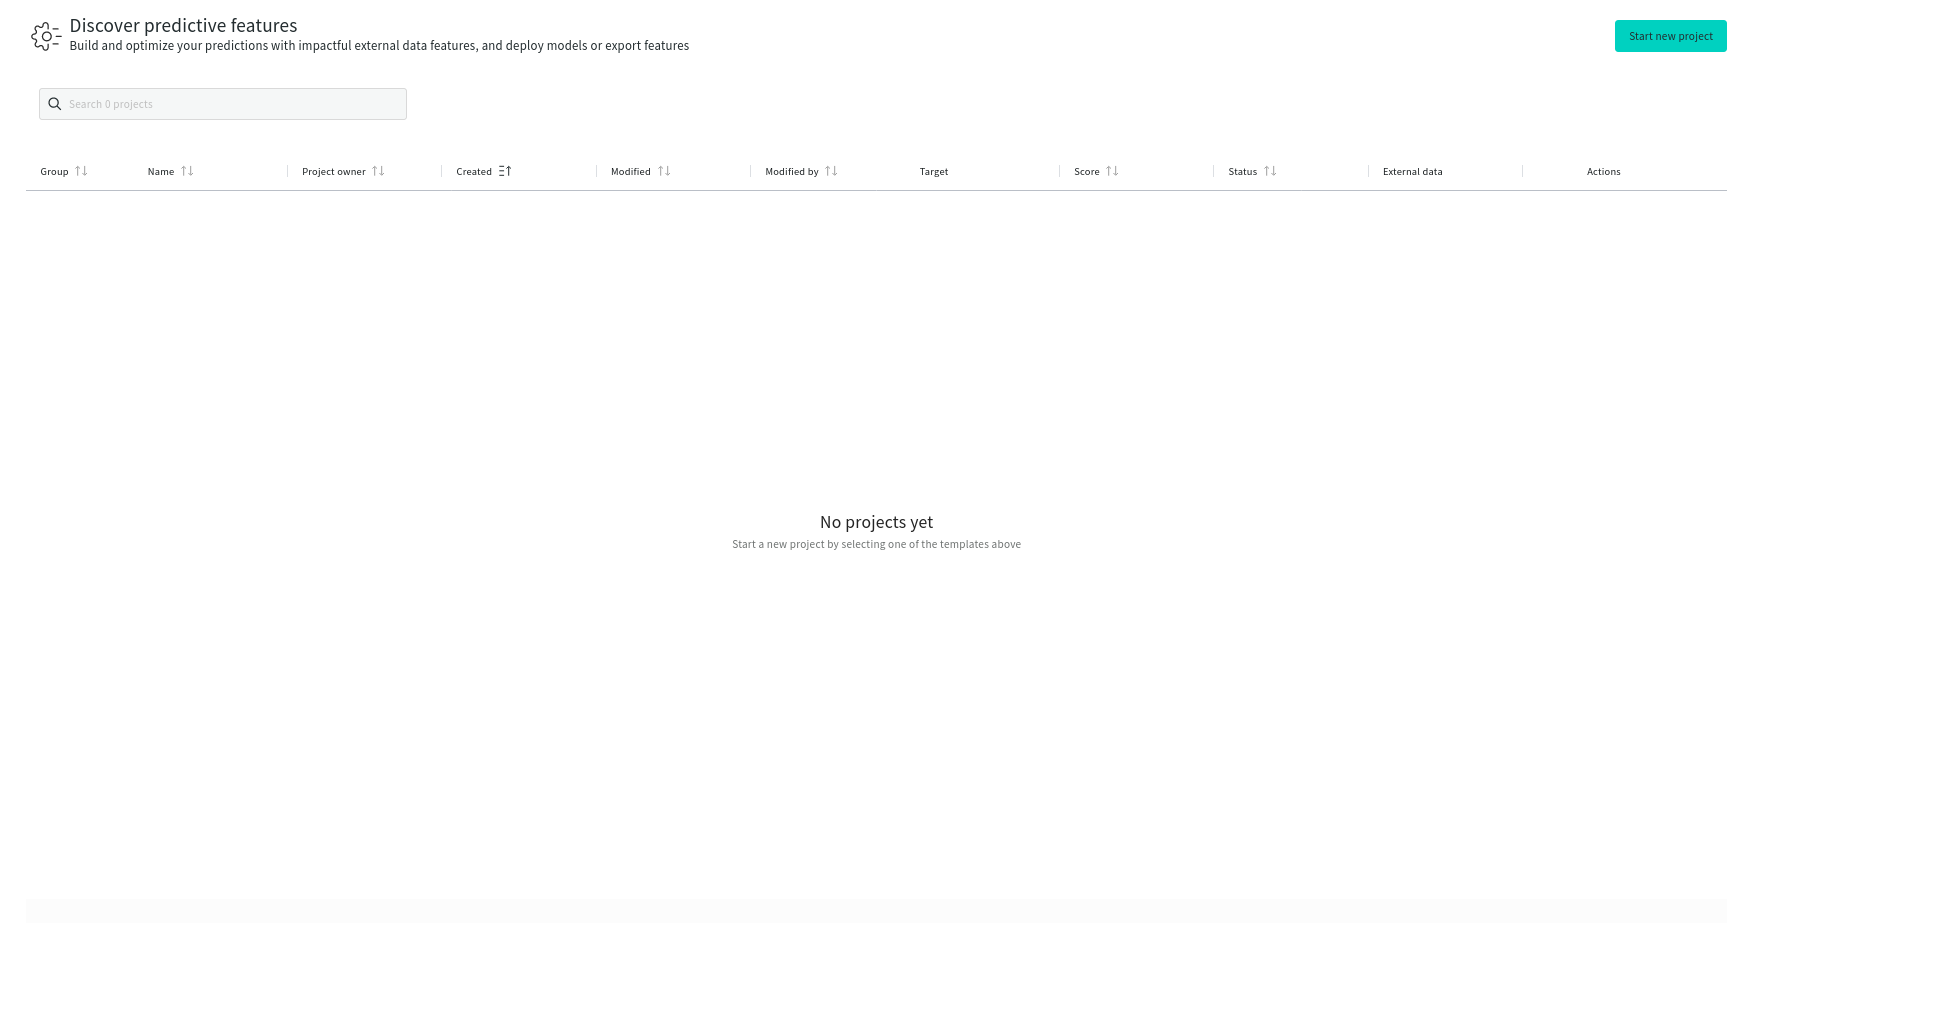 Discover predictive features
Build and optimize your predictions with impactful external data features, and deploy models or export features
Start new project
Search 0 projects
Group Name Project owner Created Modified Modified by Target Score Status External data Actions
No projects yet
Start a new project by selecting one of the templates above